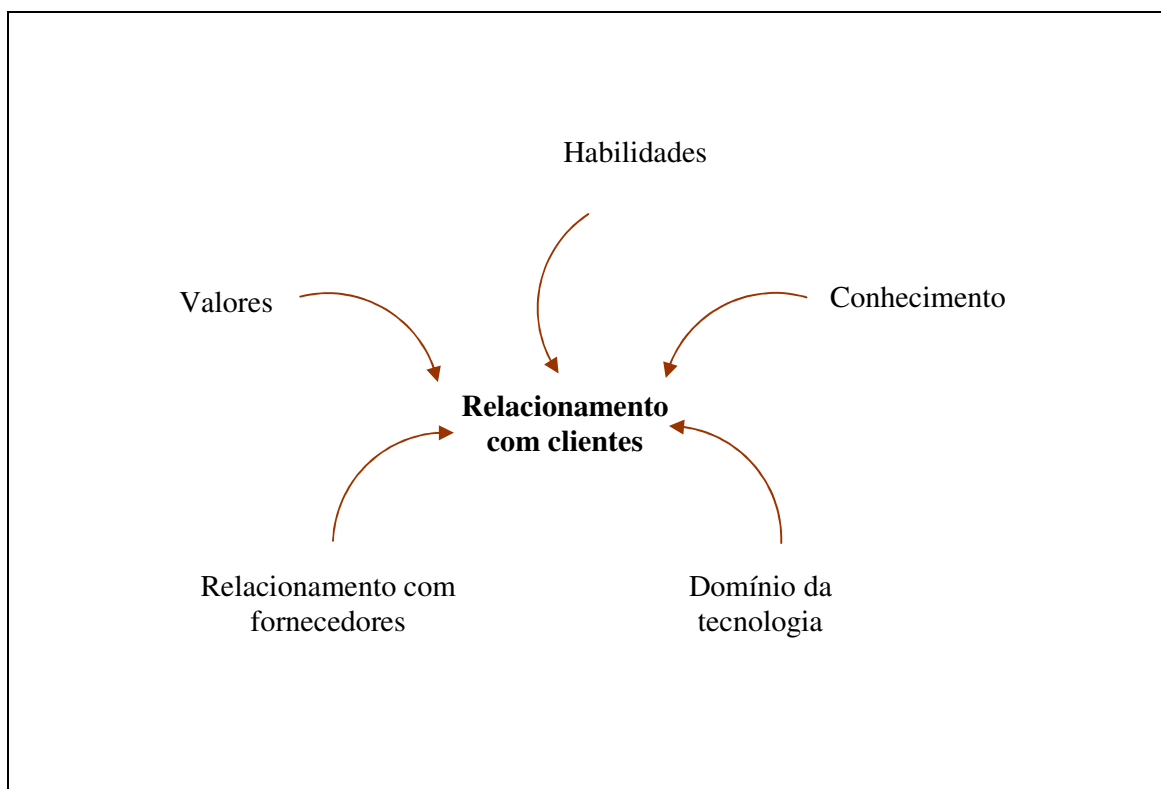 Habilidades
Valores
Conhecimento
Relacionamento
com clientes
Relacionamento com
fornecedores
Domínio da
tecnologia